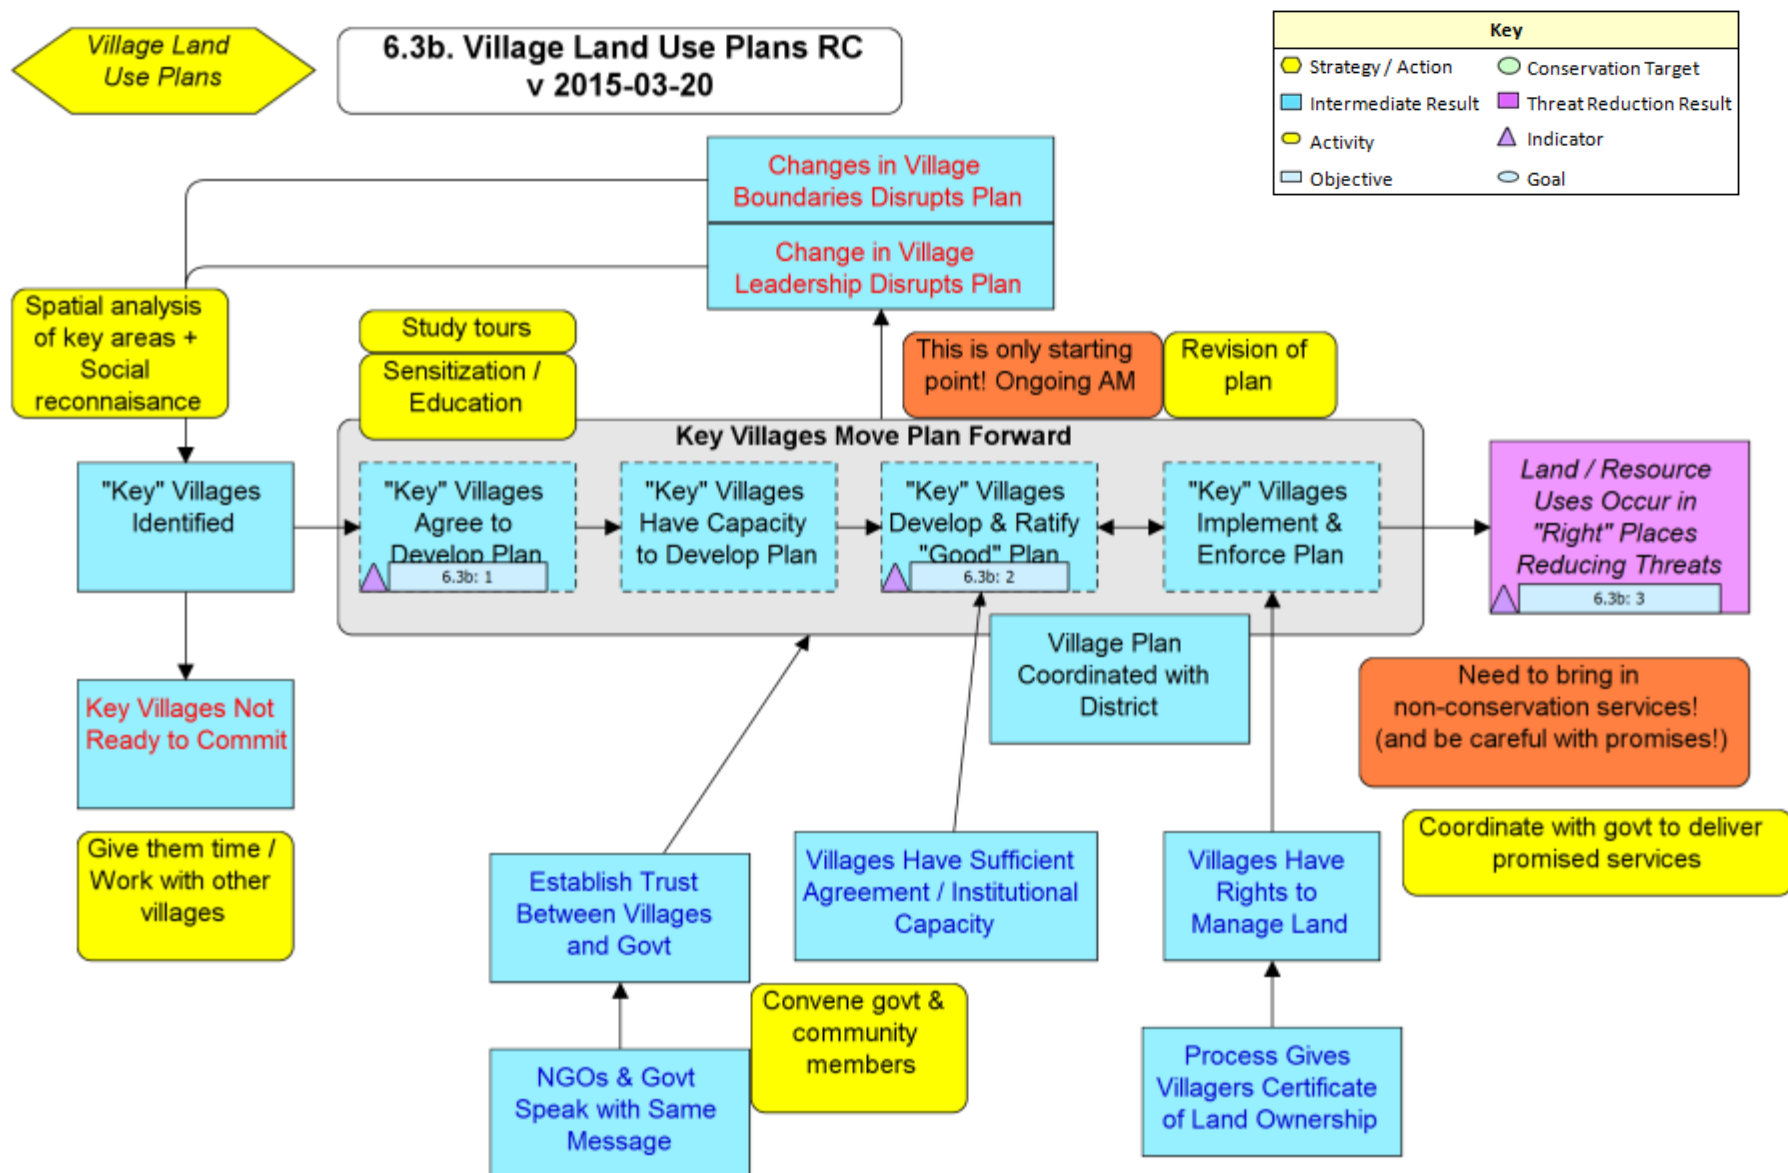 Village Land
Use Plans
6.3b. Village Land Use Plans RC
v 2015-03-20
Key
Strategy / Action
Conservation Target
Intermediate Result
Threat Reduction Result
Activity
Indicator
Objective
Goal
Changes in Village
Boundaries Disrupts Plan
Change in Village
Leadership Disrupts Plan
Spatial analysis
of key areas +
Social
reconnaisance
Study tours
Sensitization /
Education
This is only starting
point! Ongoing AM
Revision of
plan
Key Villages Move Plan Forward
"Key" Villages
Identified
"Key" Villages
Agree to
Develop Plan
6.3b: 1
"Key" Villages
Have Capacity
to Develop Plan
"Key" Villages
Develop & Ratify
"Good" Plan
6.3b: 2
"Key" Villages
Implement &
Enforce Plan
Land / Resource
Uses Occur in
"Right" Places
Reducing Threats
6.3b: 3
Village Plan
Coordinated with
District
Key Villages Not
Ready to Commit
Need to bring in
non-conservation services!
(and be careful with promises!)
Give them time /
Work with other
villages
Establish Trust
Between Villages
and Govt
Villages Have Sufficient
Agreement / Institutional
Capacity
Villages Have
Rights to
Manage Land
Coordinate with govt to deliver
promised services
Convene govt &
community
members
NGOs & Govt
Speak with Same
Message
Process Gives
Villagers Certificate
of Land Ownership